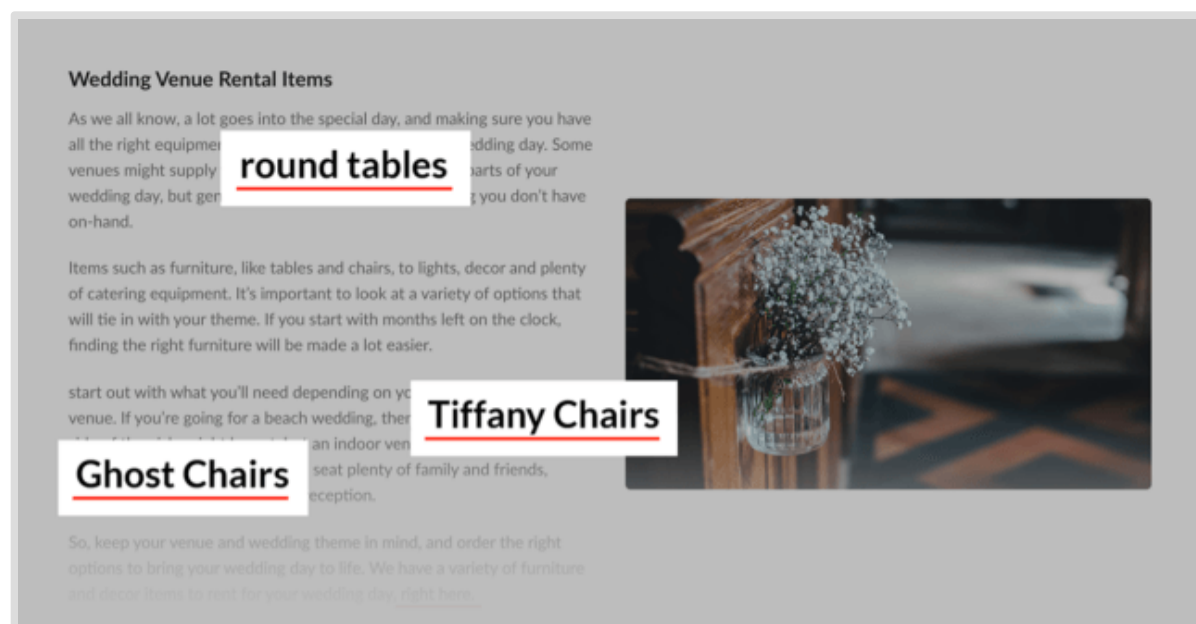 Wedding Venue Rental Items
As we all know, a lot goes into the special day, and making sure you have
all the right equipmen edding day. Some
round tables
venues might supply parts of your
wedding day, but gen you don't have
on-hand.
Items such as furniture, like tables and chairs, to lights, decor and plenty
of catering equipment. It's important to look at a variety of options that
will tie in with your theme. If you start with months left on the clock,
finding the right furniture will be made a lot easier.
start out with what you'll need depending on yo
venue. If you're going for a beach wedding, ther
Tiffany Chairs
an indoor ven
Ghost Chairs
seat plenty of family and friends,
eception.
So, keep your venue and wedding theme in mind, and order the right
options to bring your wedding day to life. We have a variety of furniture
and decor items to rent for your wedding day, right here.